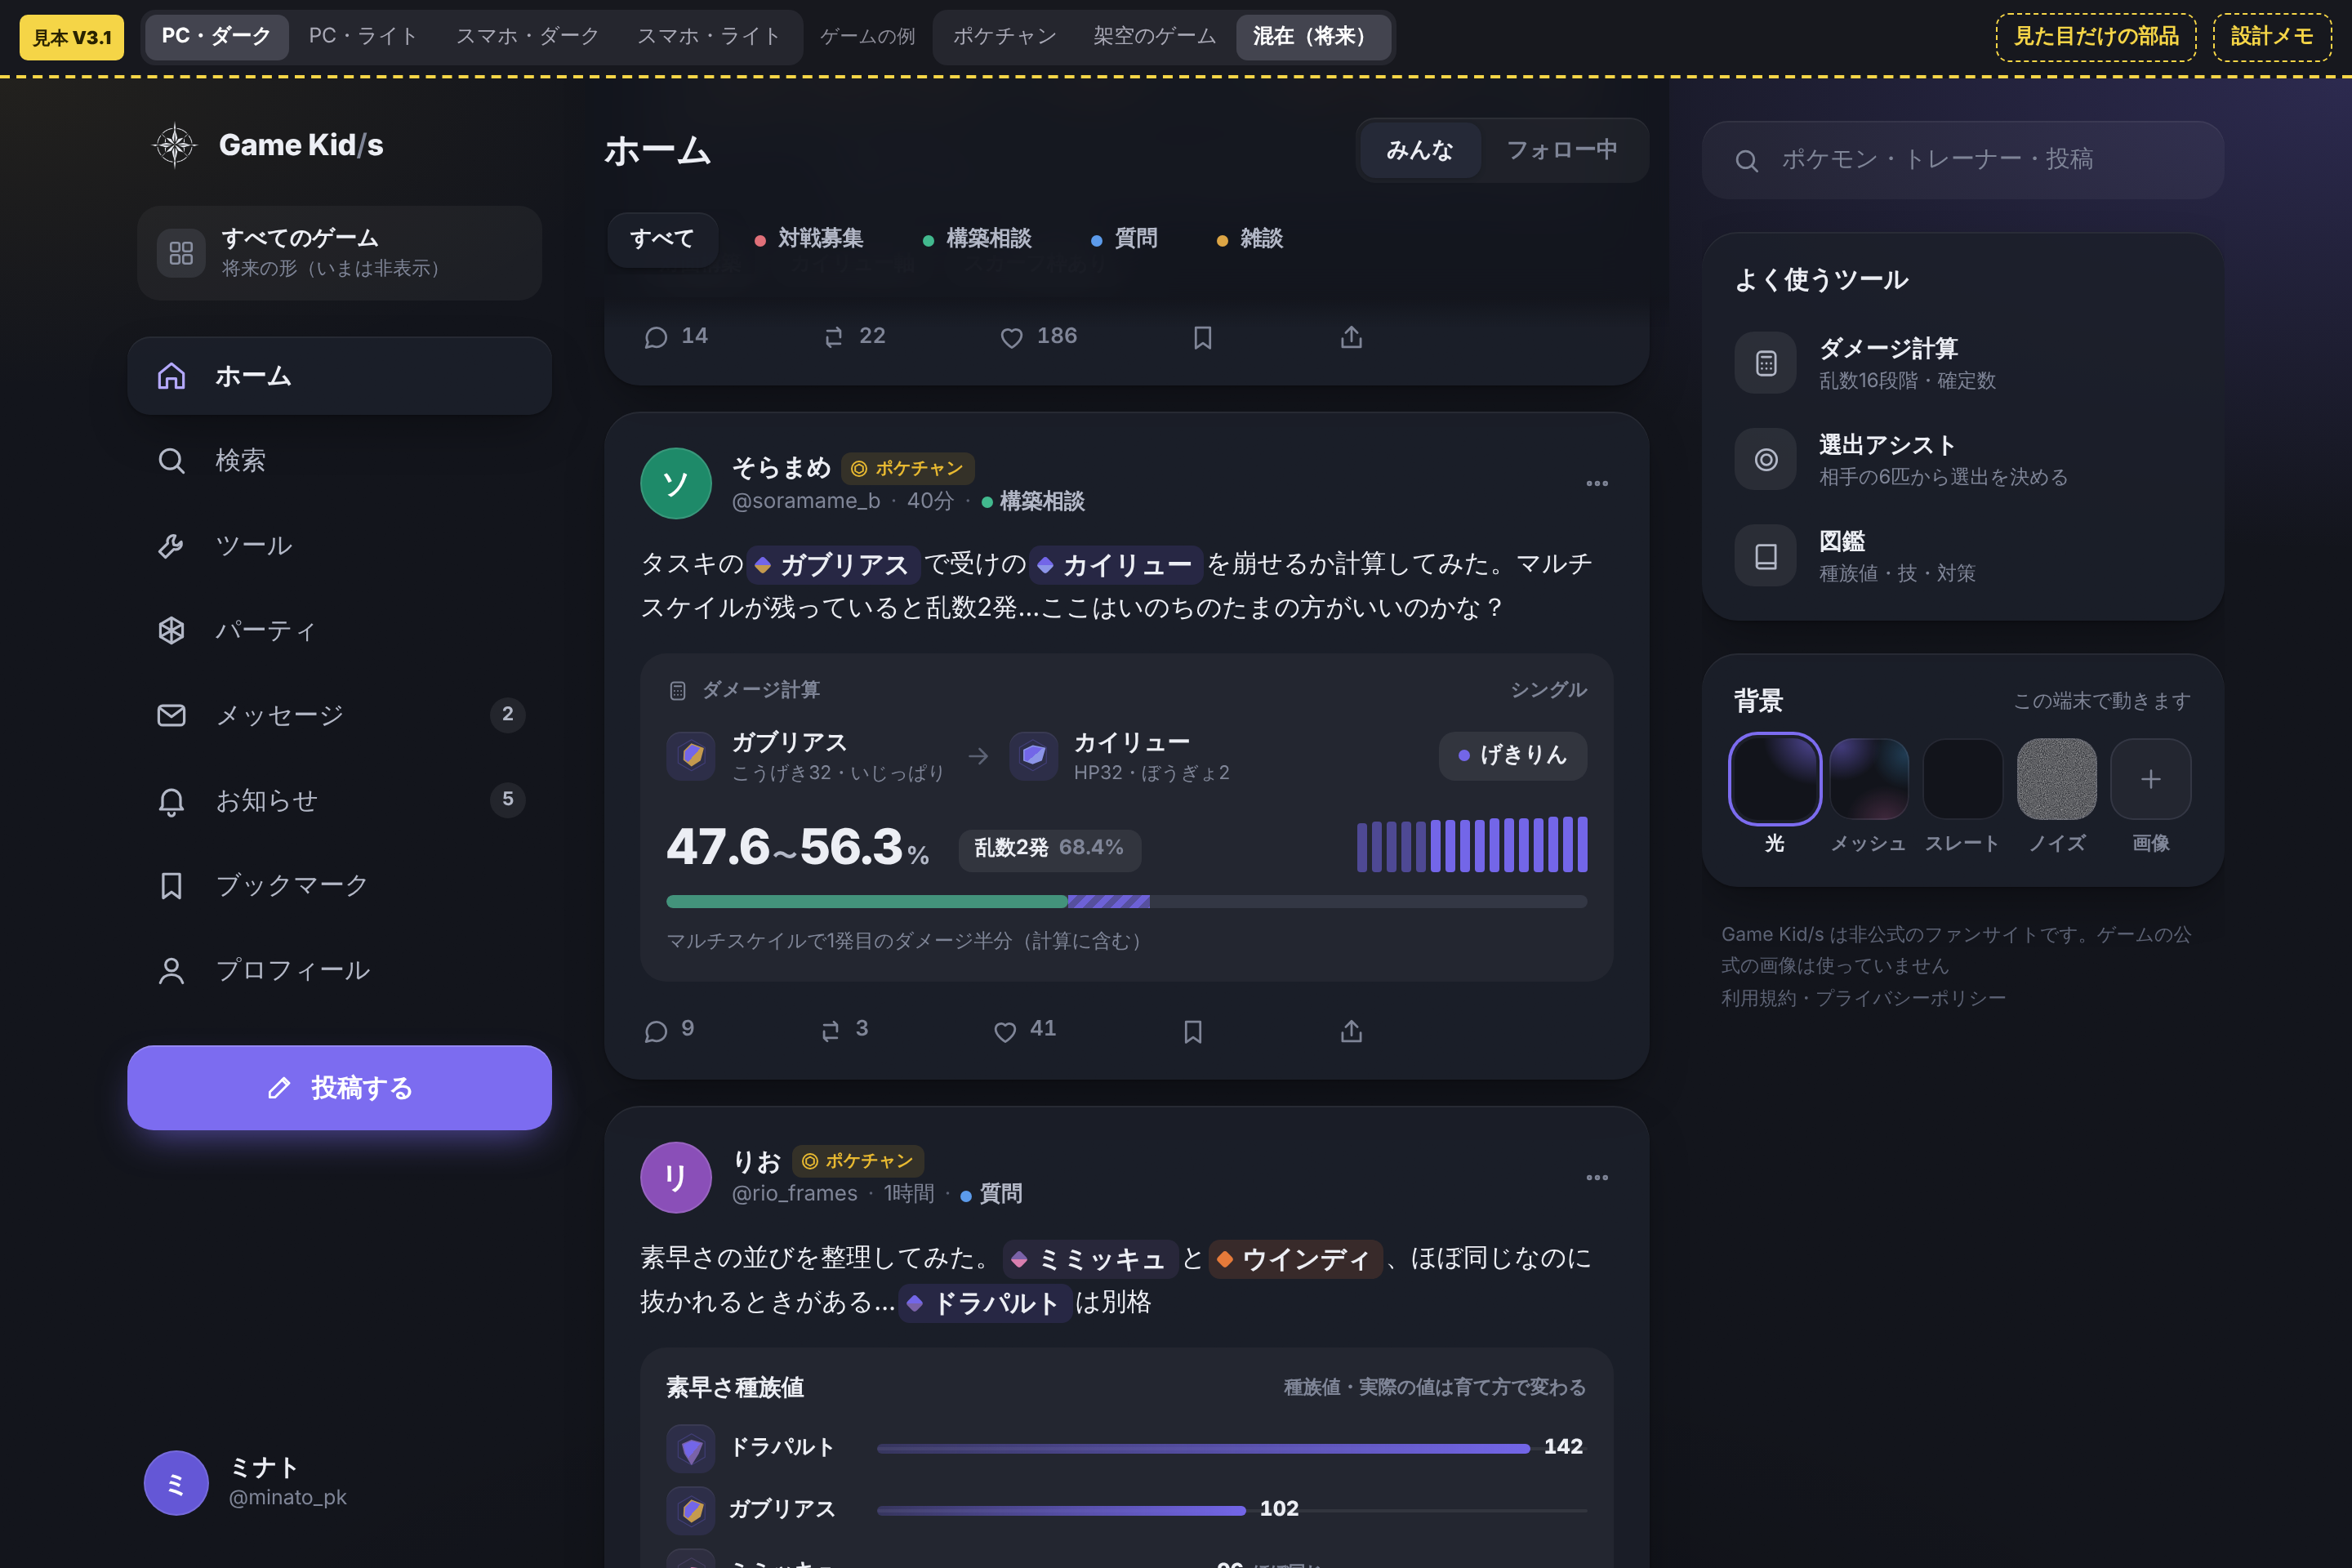 見本 V3.1
PC・ダーク
PC・ライト
スマホ・ダーク
スマホ・ライト
ゲームの例
ポケチャン
架空のゲーム
混在（将来）
見た目だけの部品
設計メモ
Game Kid/s
すべてのゲーム
将来の形（いまは非表示）
ホーム
検索
ツール
パーティ
メッセージ
2
お知らせ
5
ブックマーク
プロフィール
投稿する
ミ
ミナト
@minato_pk
ホーム
みんな
フォロー中
すべて
対戦募集
構築相談
質問
雑談
14
22
186
ソ
そらまめ
ポケチャン
@soramame_b · 40分 · 構築相談
タスキの ガブリアス で受けの カイリュー を崩せるか計算してみた。マルチ
スケイルが残っていると乱数2発…ここはいのちのたまの方がいいのかな？
ダメージ計算
シングル
ガブリアス
こうげき32・いじっぱり
カイリュー
HP32・ぼうぎょ2
げきりん
47.6〜56.3%
乱数2発 68.4%
マルチスケイルで1発目のダメージ半分（計算に含む）
9
3
41
リ
りお
ポケチャン
@rio_frames · 1時間 · 質問
素早さの並びを整理してみた。 ミミッキュ と ウインディ 、ほぼ同じなのに
抜かれるときがある… ドラパルト は別格
素早さ種族値
種族値・実際の値は育て方で変わる
ドラパルト
142
ガブリアス
102
ポケモン・トレーナー・投稿
よく使うツール
ダメージ計算
乱数16段階・確定数
選出アシスト
相手の6匹から選出を決める
図鑑
種族値・技・対策
背景
この端末で動きます
光
メッシュ
スレート
ノイズ
画像
Game Kid/s は非公式のファンサイトです。ゲームの公
式の画像は使っていません
利用規約・プライバシーポリシー